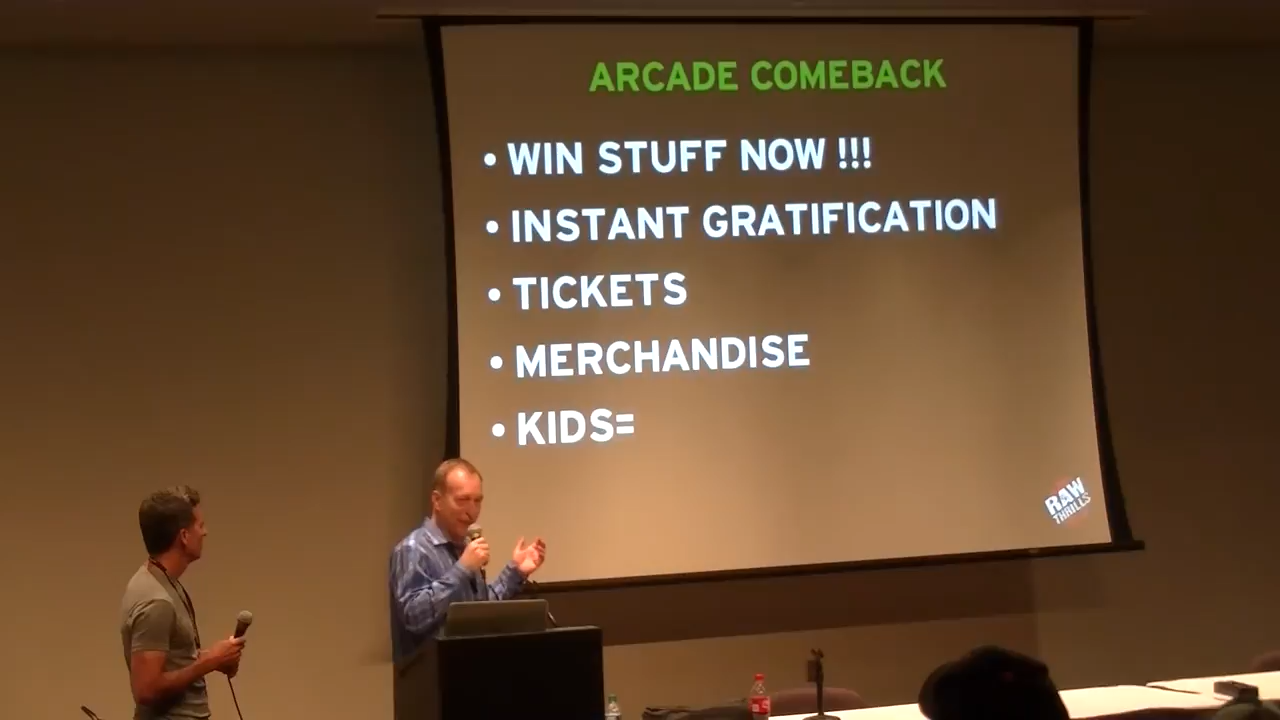 ARCADE COMEBACK
• WIN STUFF NOW !!!
• INSTANT GRATIFICATION
• TICKETS
• MERCHANDISE
• KIDS=
RAW
THRILLS